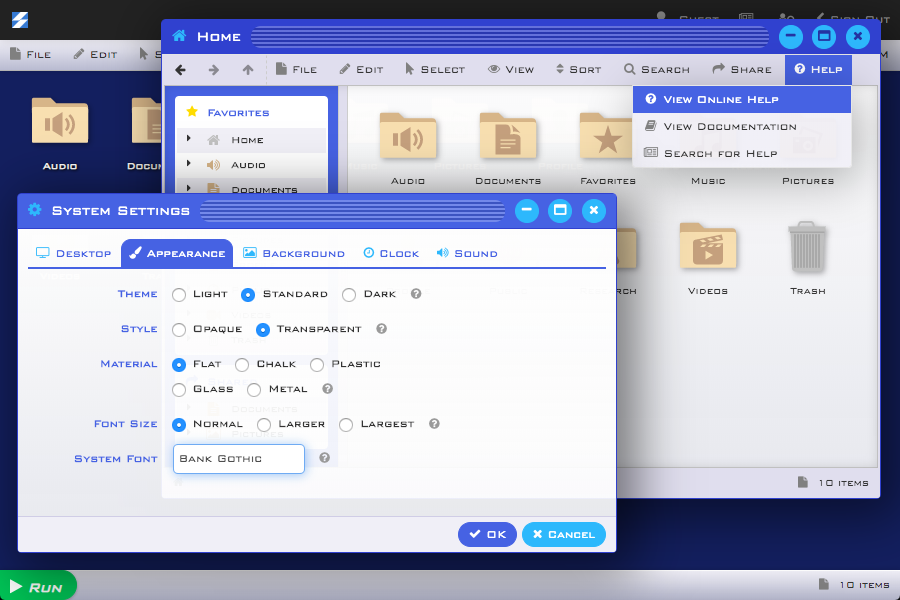 Guest Sign Out
File Edit
Home
File Edit Select View Sort Search Share Help
View Online Help
View Documentation
Search for Help
Favorites
Home
Audio
Documents
Audio
Audio Documents Favorites Music Pictures
Videos Trash
10 items
System Settings
Desktop Appearance Background Clock Sound
Theme Light Standard Dark
Style Opaque Transparent
Material Flat Chalk Plastic
Glass Metal
Font Size Normal Larger Largest
System Font Bank Gothic
OK Cancel
Run 10 items